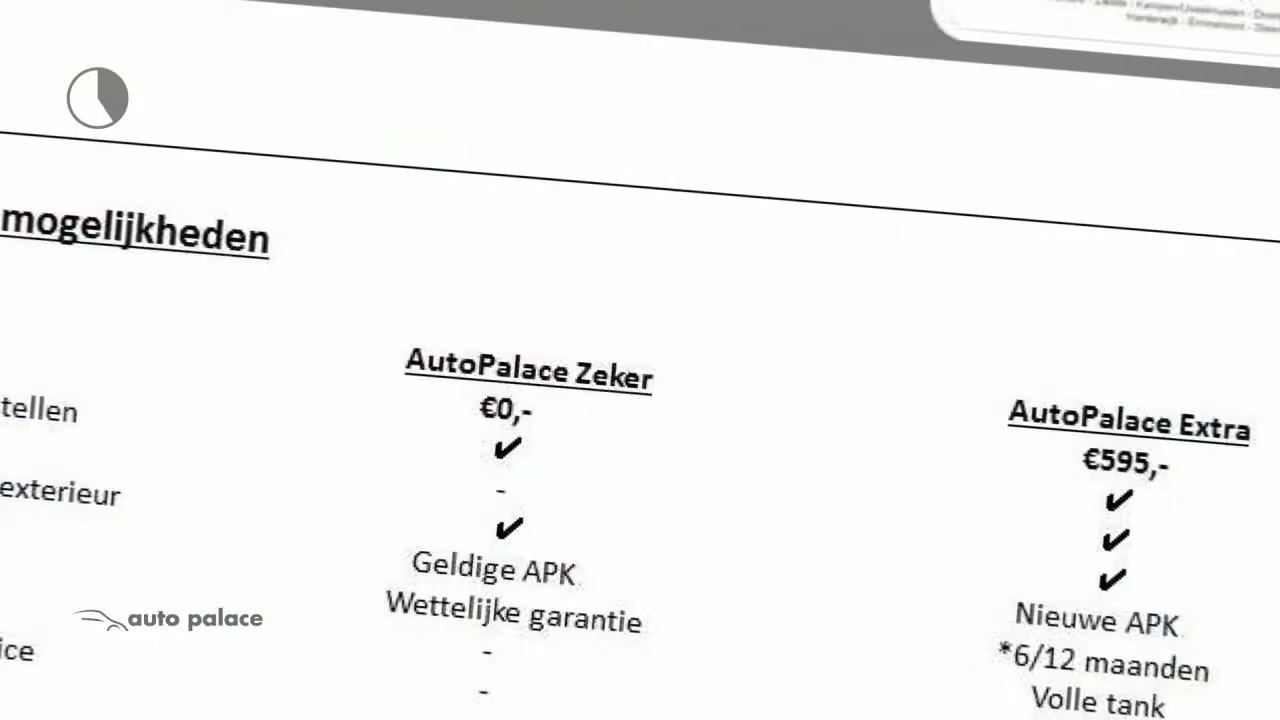 mogelijkheden
AutoPalace Zeker
€0,-
✔
-
✔
Geldige APK
Wettelijke garantie
-
-
AutoPalace Extra
€595,-
✔
✔
✔
Nieuwe APK
*6/12 maanden
Volle tank
tellen
exterieur
ice
auto palace